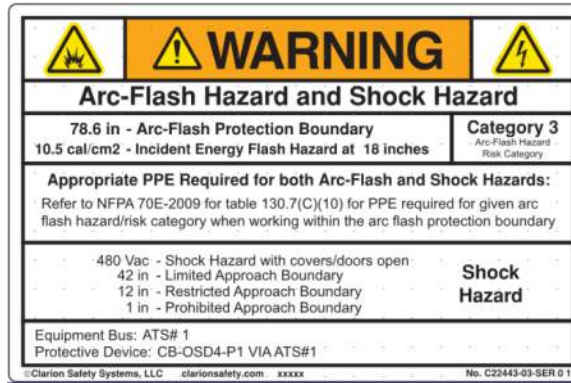 WARNING
Arc-Flash Hazard and Shock Hazard
78.6 in - Arc-Flash Protection Boundary
10.5 cal/cm2 - Incident Energy Flash Hazard at 18 inches
Category 3
Arc-Flash Hazard
Risk Category
Appropriate PPE Required for both Arc-Flash and Shock Hazards:
Refer to NFPA 70E-2009 for table 130.7(C)(10) for PPE required for given arc
flash hazard/risk category when working within the arc flash protection boundary
480 Vac - Shock Hazard with covers/doors open
42 in - Limited Approach Boundary
12 in - Restricted Approach Boundary
1 in - Prohibited Approach Boundary
Shock
Hazard
Equipment Bus: ATS# 1
Protective Device: CB-OSD4-P1 VIA ATS#1
©Clarion Safety Systems, LLC clarionsafety.com xxxxx No. C22443-03-SER 0 1